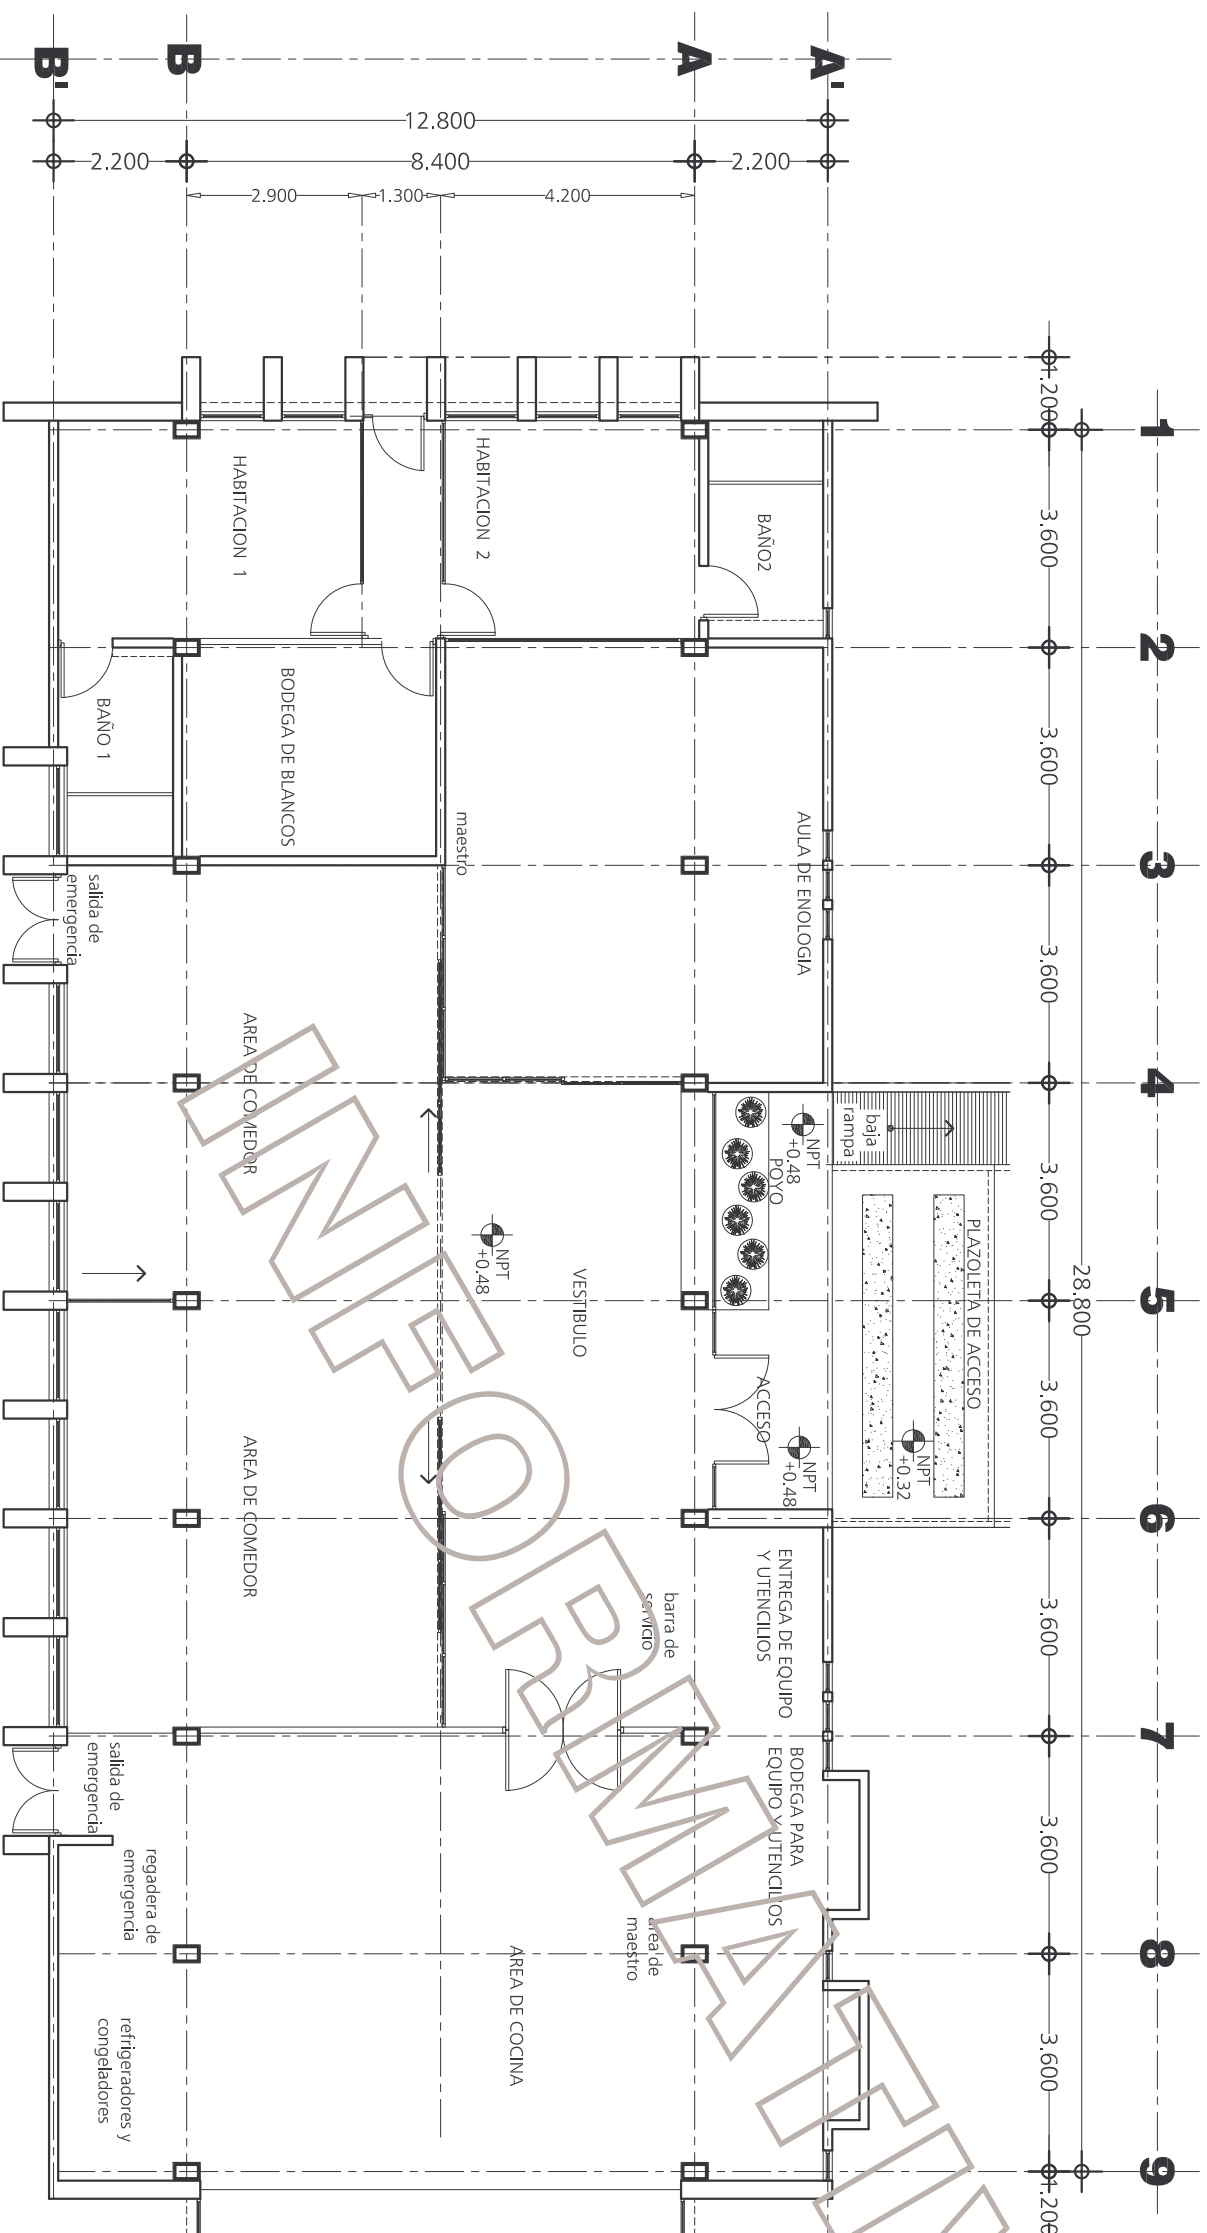 A'
A
B
B'
12.800
2.200
8.400
2.200
2.900
1.300
4.200
1
2
3
4
5
6
7
8
9
28.800
1.200
3.600
3.600
3.600
3.600
3.600
3.600
3.600
3.600
1.200
BAÑO2
HABITACION 2
HABITACION 1
BAÑO 1
BODEGA DE BLANCOS
maestro
AULA DE ENOLOGIA
salida de
emergencia
AREA DE COMEDOR
baja
rampa
NPT
+0.48
POYO
PLAZOLETA DE ACCESO
NPT
+0.48
VESTIBULO
ACCESO
NPT
+0.48
NPT
+0.32
AREA DE COMEDOR
ENTREGA DE EQUIPO
Y UTENCILIOS
barra de
servicio
BODEGA PARA
EQUIPO Y UTENCILIOS
salida de
emergencia
regadera de
emergencia
area de
maestro
AREA DE COCINA
refrigeradores y
congeladores